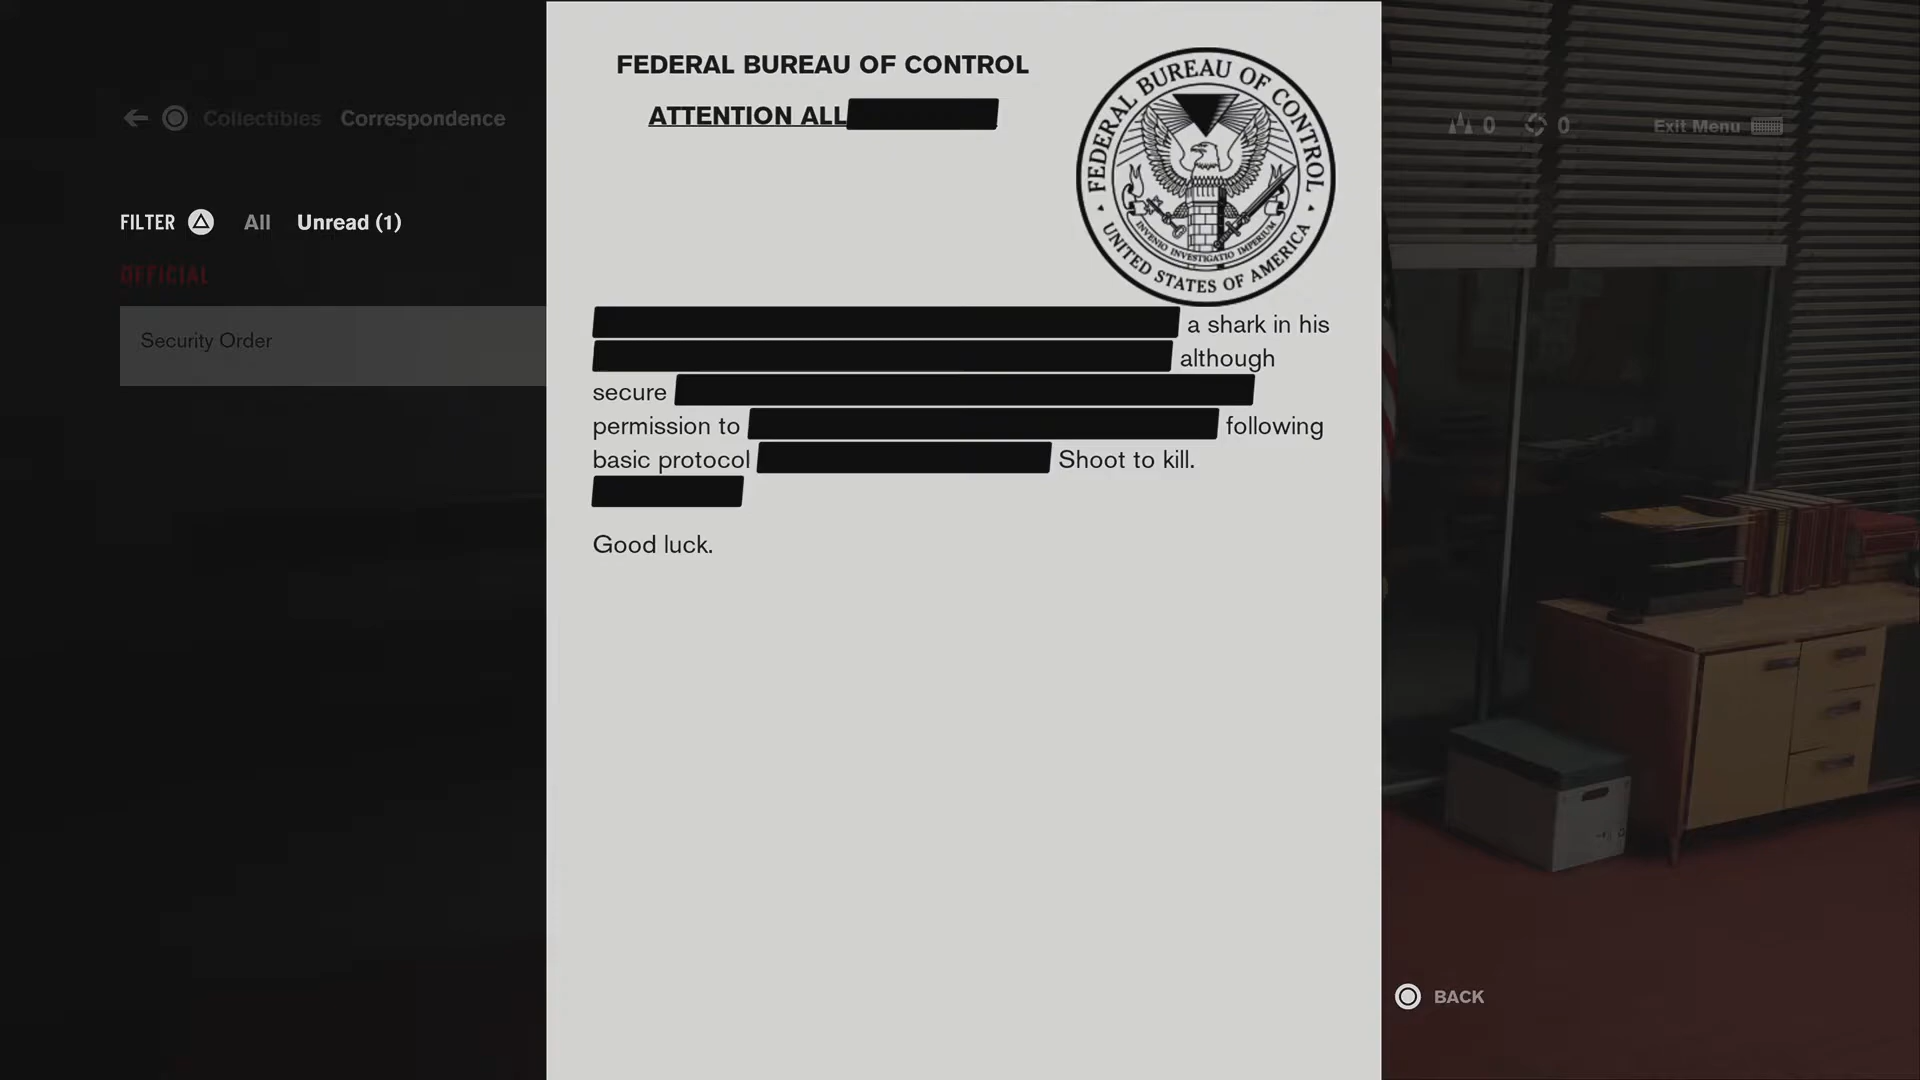 FEDERAL BUREAU OF CONTROL
ATTENTION ALL
FEDERAL BUREAU OF CONTROL
INVENIO INVESTIGATIO IMPERIUM
UNITED STATES OF AMERICA
Collectibles Correspondence
0 0 Exit Menu
FILTER All Unread (1)
OFFICIAL
Security Order
a shark in his
although
secure
permission to following
basic protocol Shoot to kill.
Good luck.
BACK